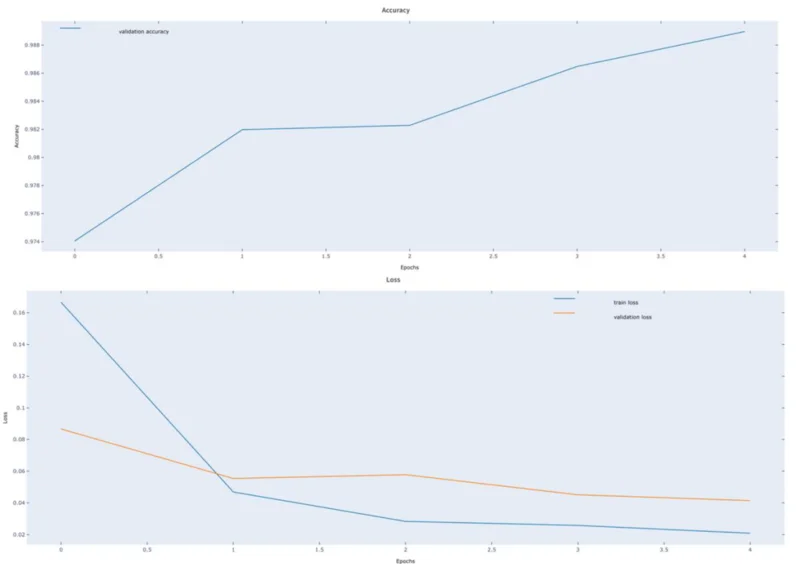 Accuracy
validation accuracy
0.988
0.986
0.984
0.982
0.98
0.978
0.976
0.974
Accuracy
0 0.5 1 1.5 2 2.5 3 3.5 4
Epochs
Loss
train loss
validation loss
0.16
0.14
0.12
0.1
0.08
0.06
0.04
0.02
Loss
0 0.5 1 1.5 2 2.5 3 3.5 4
Epochs